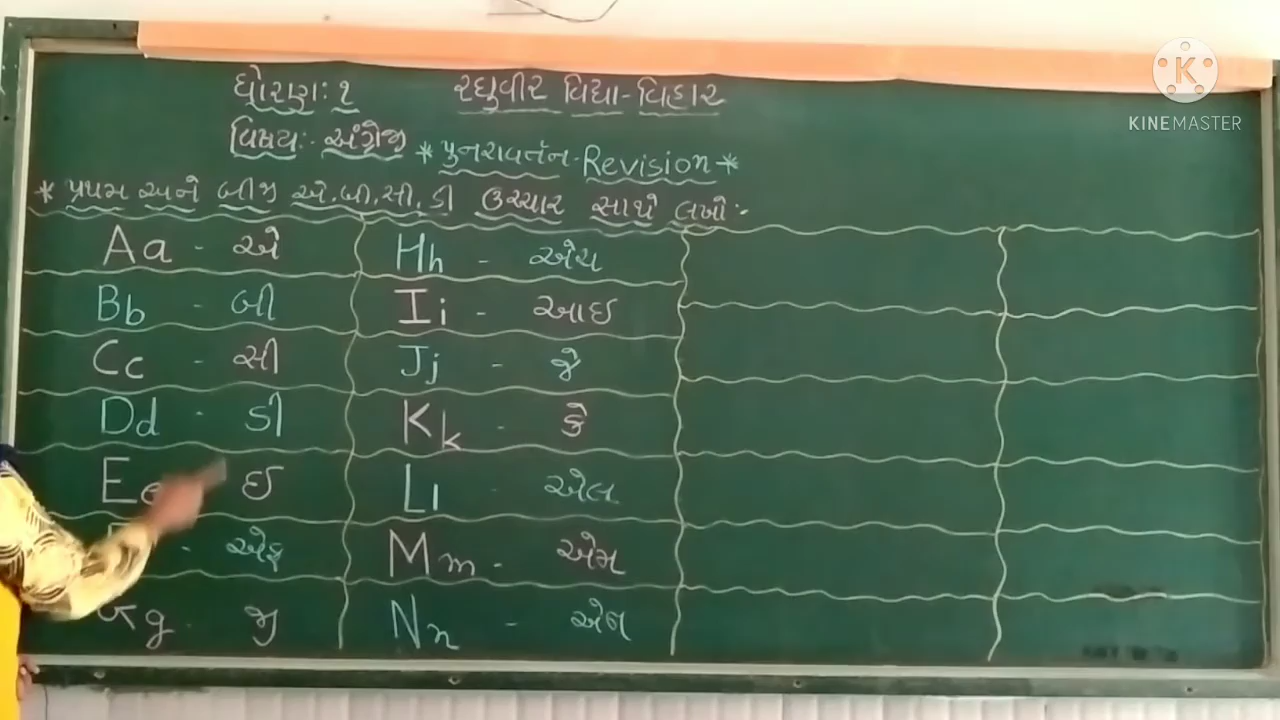 ધોરણ: ૧ રઘુવીર વિદ્યા-વિહાર
વિષય:- અંગ્રેજી * પુનરાવર્તન - Revision *
* પ્રથમ અને બીજી એ.બી.સી.ડી ઉચ્ચાર સાથે લખો:-
Aa - એ
Bb - બી
Cc - સી
Dd - ડી
Ee ઈ
- એફ
Gg - જી
Hh - એચ
Ii - આઇ
Jj - જે
Kk - કે
Ll - એલ
Mm - એમ
Nn - એન
K
KINEMASTER